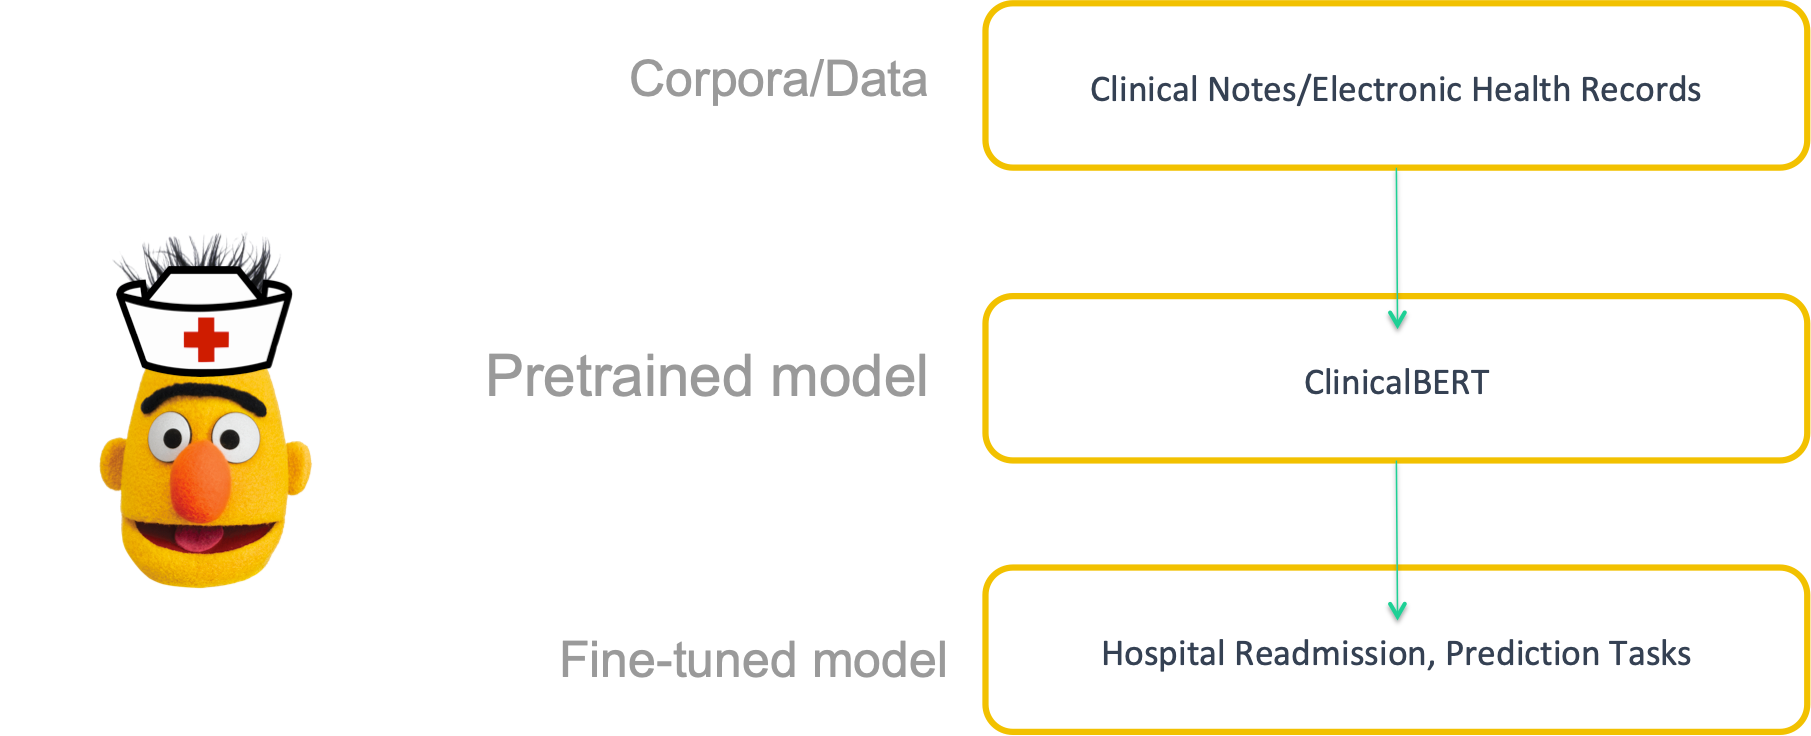 Corpora/Data
Clinical Notes/Electronic Health Records
Pretrained model
ClinicalBERT
Fine-tuned model
Hospital Readmission, Prediction Tasks